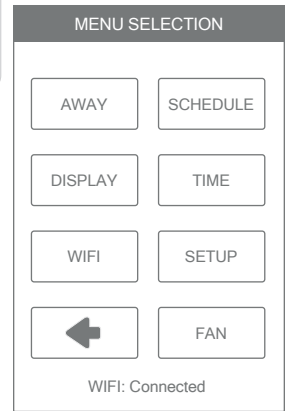 MENU SELECTION
AWAY SCHEDULE
DISPLAY TIME
WIFI SETUP
FAN
WIFI: Connected